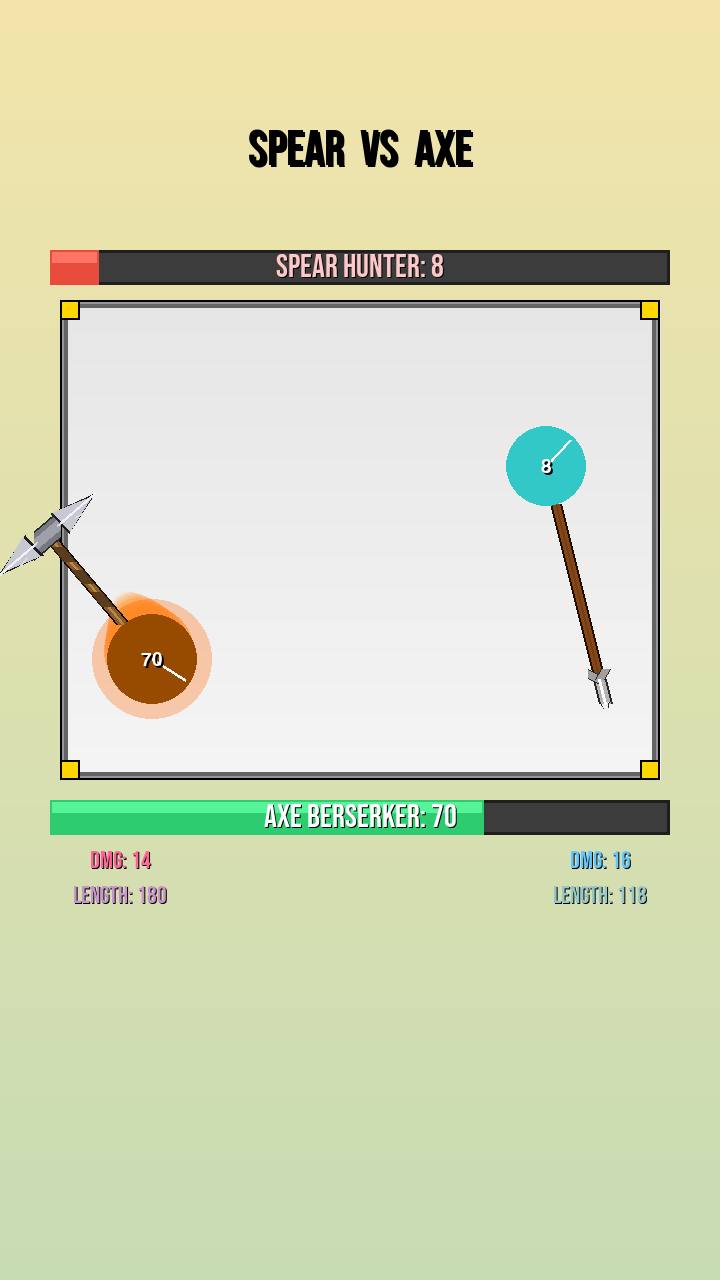 SPEAR VS AXE
SPEAR HUNTER: 8
8
70
AXE BERSERKER: 70
DMG: 14
DMG: 16
LENGTH: 180
LENGTH: 118